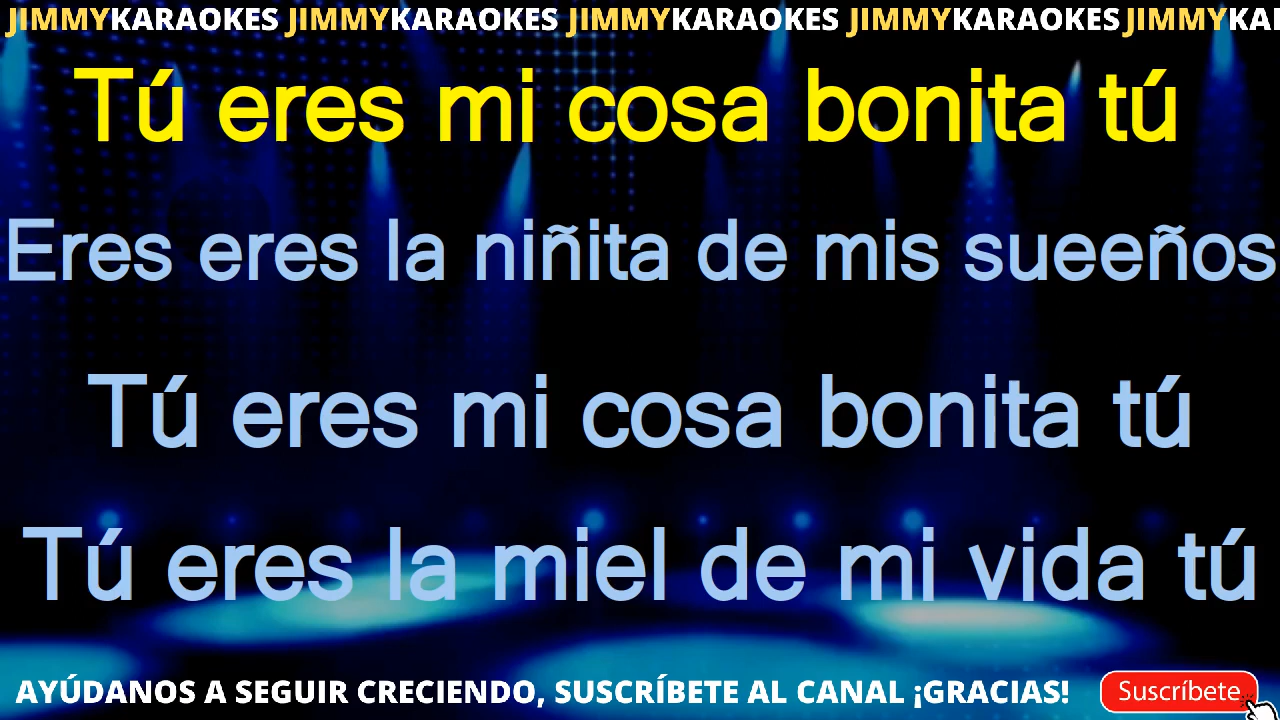 JIMMYKARAOKES JIMMYKARAOKES JIMMYKARAOKES JIMMYKARAOKES JIMMYKA
Tú eres mi cosa bonita tú
Eres eres la niñita de mis sueeños
Tú eres mi cosa bonita tú
Tú eres la miel de mi vida tú
AYÚDANOS A SEGUIR CRECIENDO, SUSCRÍBETE AL CANAL ¡GRACIAS! Suscríbete